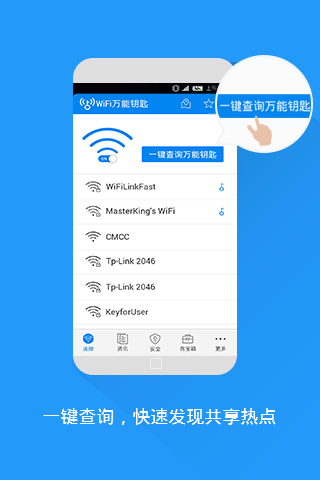 上午
WiFi万能钥匙
一键查询万能钥匙
ON
一键查询万能钥匙
WiFiLinkFast
MasterKing's WiFi
CMCC
Tp-Link 2046
Tp-Link 2046
KeyforUser
连接
资讯
安全
百宝箱
更多
一键查询，快速发现共享热点